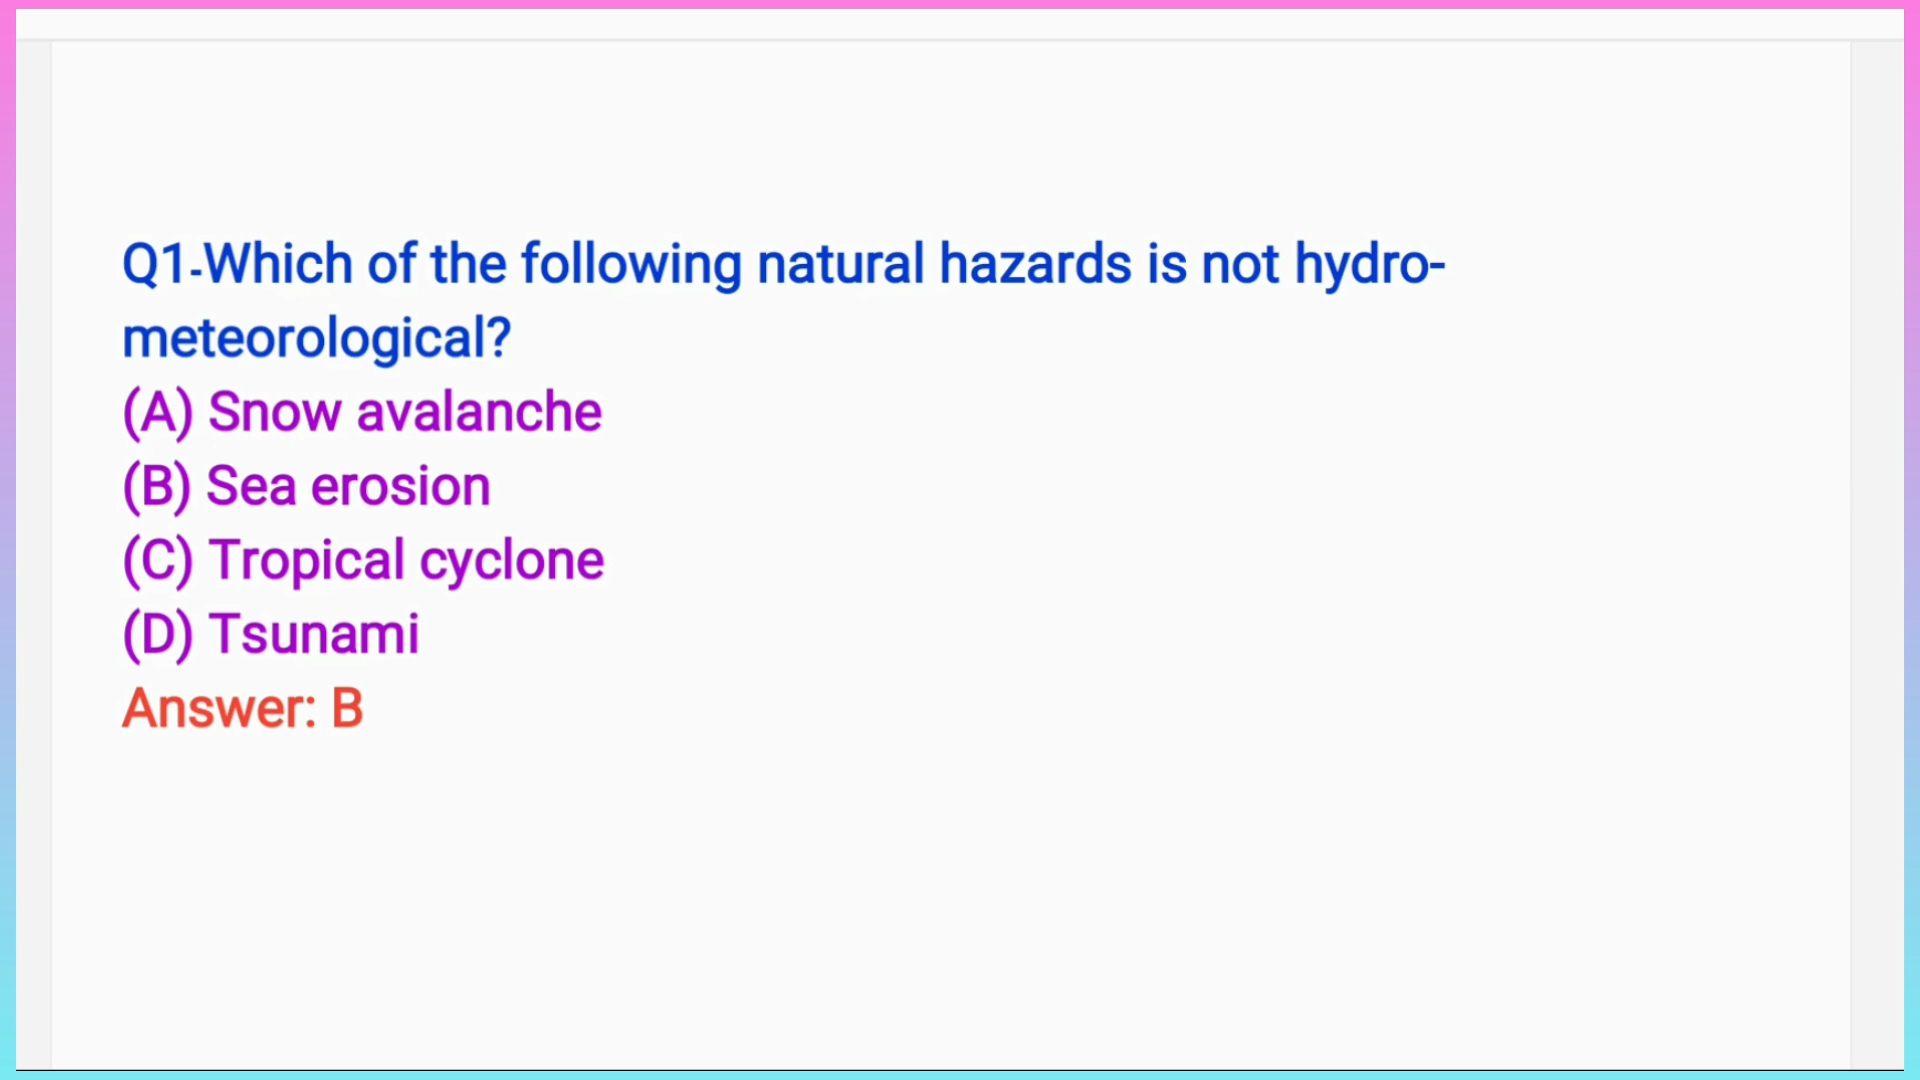 Q1-Which of the following natural hazards is not hydro-
meteorological?
(A) Snow avalanche
(B) Sea erosion
(C) Tropical cyclone
(D) Tsunami
Answer: B